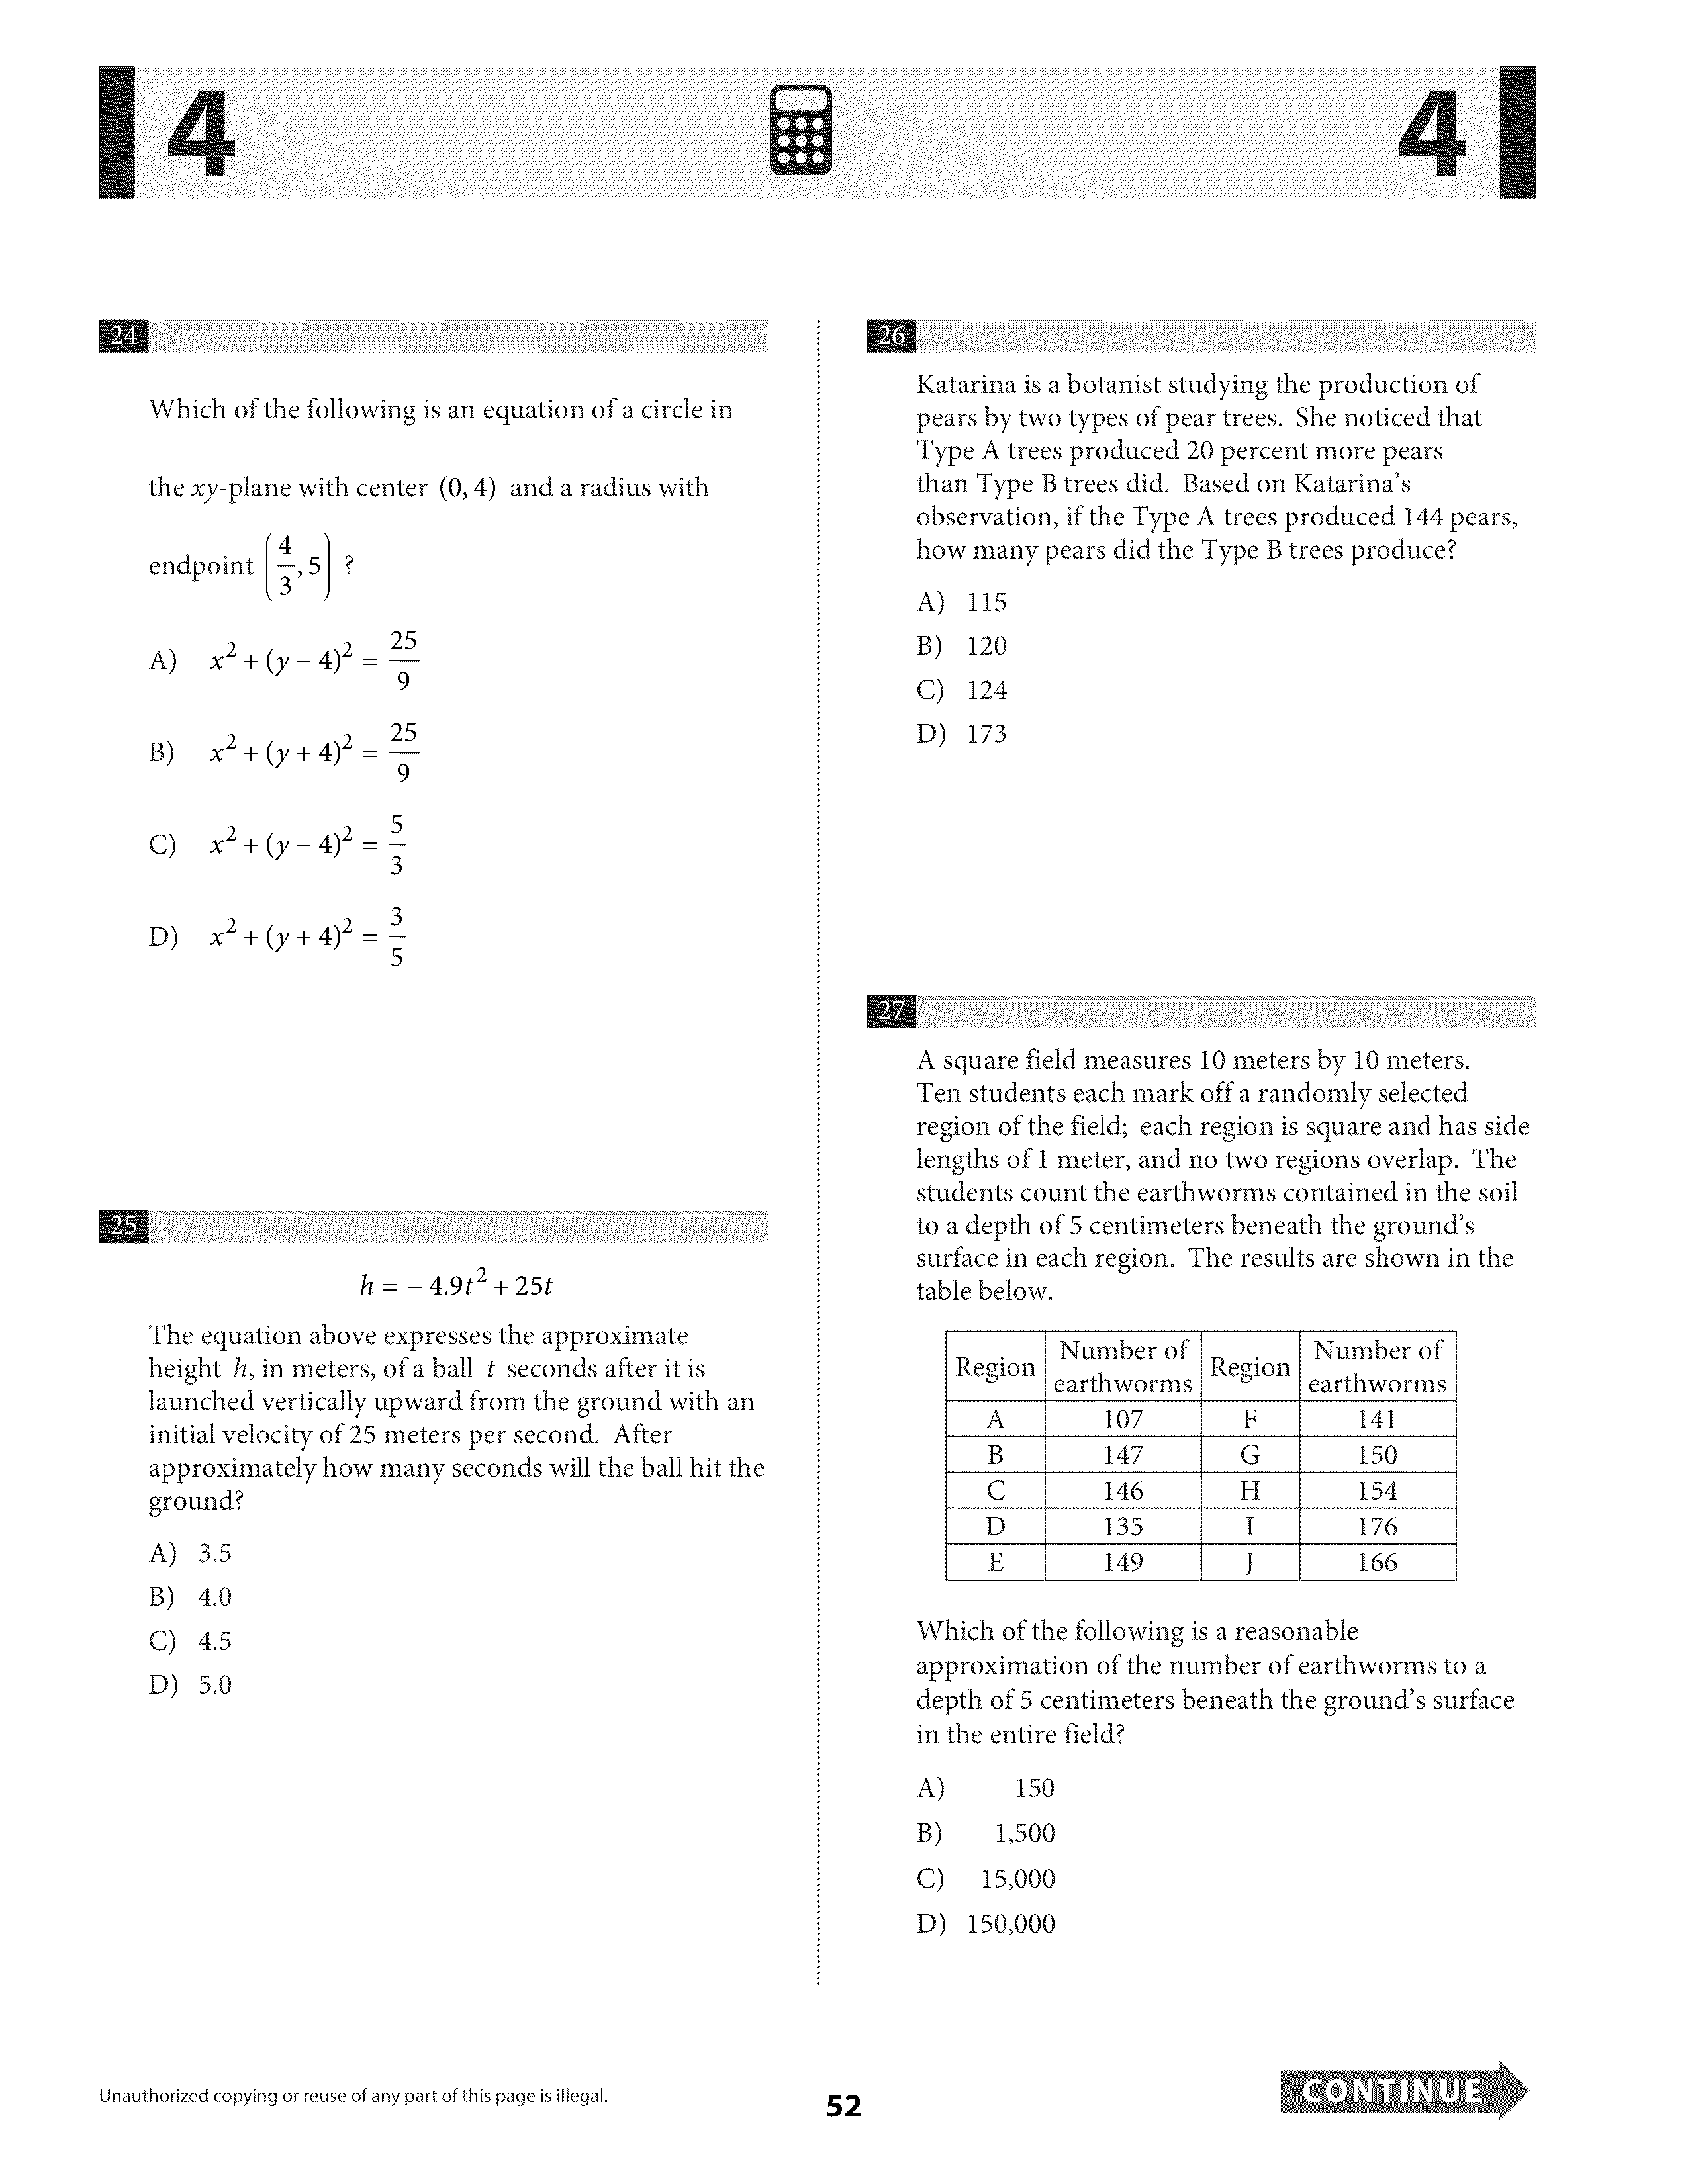 4
4
24
Which of the following is an equation of a circle in
the xy-plane with center (0, 4) and a radius with
endpoint (4/3, 5) ?
A) x² + (y − 4)² = 25/9
B) x² + (y + 4)² = 25/9
C) x² + (y − 4)² = 5/3
D) x² + (y + 4)² = 3/5
25
h = − 4.9t² + 25t
The equation above expresses the approximate
height h, in meters, of a ball t seconds after it is
launched vertically upward from the ground with an
initial velocity of 25 meters per second. After
approximately how many seconds will the ball hit the
ground?
A) 3.5
B) 4.0
C) 4.5
D) 5.0
26
Katarina is a botanist studying the production of
pears by two types of pear trees. She noticed that
Type A trees produced 20 percent more pears
than Type B trees did. Based on Katarina’s
observation, if the Type A trees produced 144 pears,
how many pears did the Type B trees produce?
A) 115
B) 120
C) 124
D) 173
27
A square field measures 10 meters by 10 meters.
Ten students each mark off a randomly selected
region of the field; each region is square and has side
lengths of 1 meter, and no two regions overlap. The
students count the earthworms contained in the soil
to a depth of 5 centimeters beneath the ground’s
surface in each region. The results are shown in the
table below.
Region Number of earthworms Region Number of earthworms
A 107 F 141
B 147 G 150
C 146 H 154
D 135 I 176
E 149 J 166
Which of the following is a reasonable
approximation of the number of earthworms to a
depth of 5 centimeters beneath the ground’s surface
in the entire field?
A) 150
B) 1,500
C) 15,000
D) 150,000
Unauthorized copying or reuse of any part of this page is illegal.
52
CONTINUE